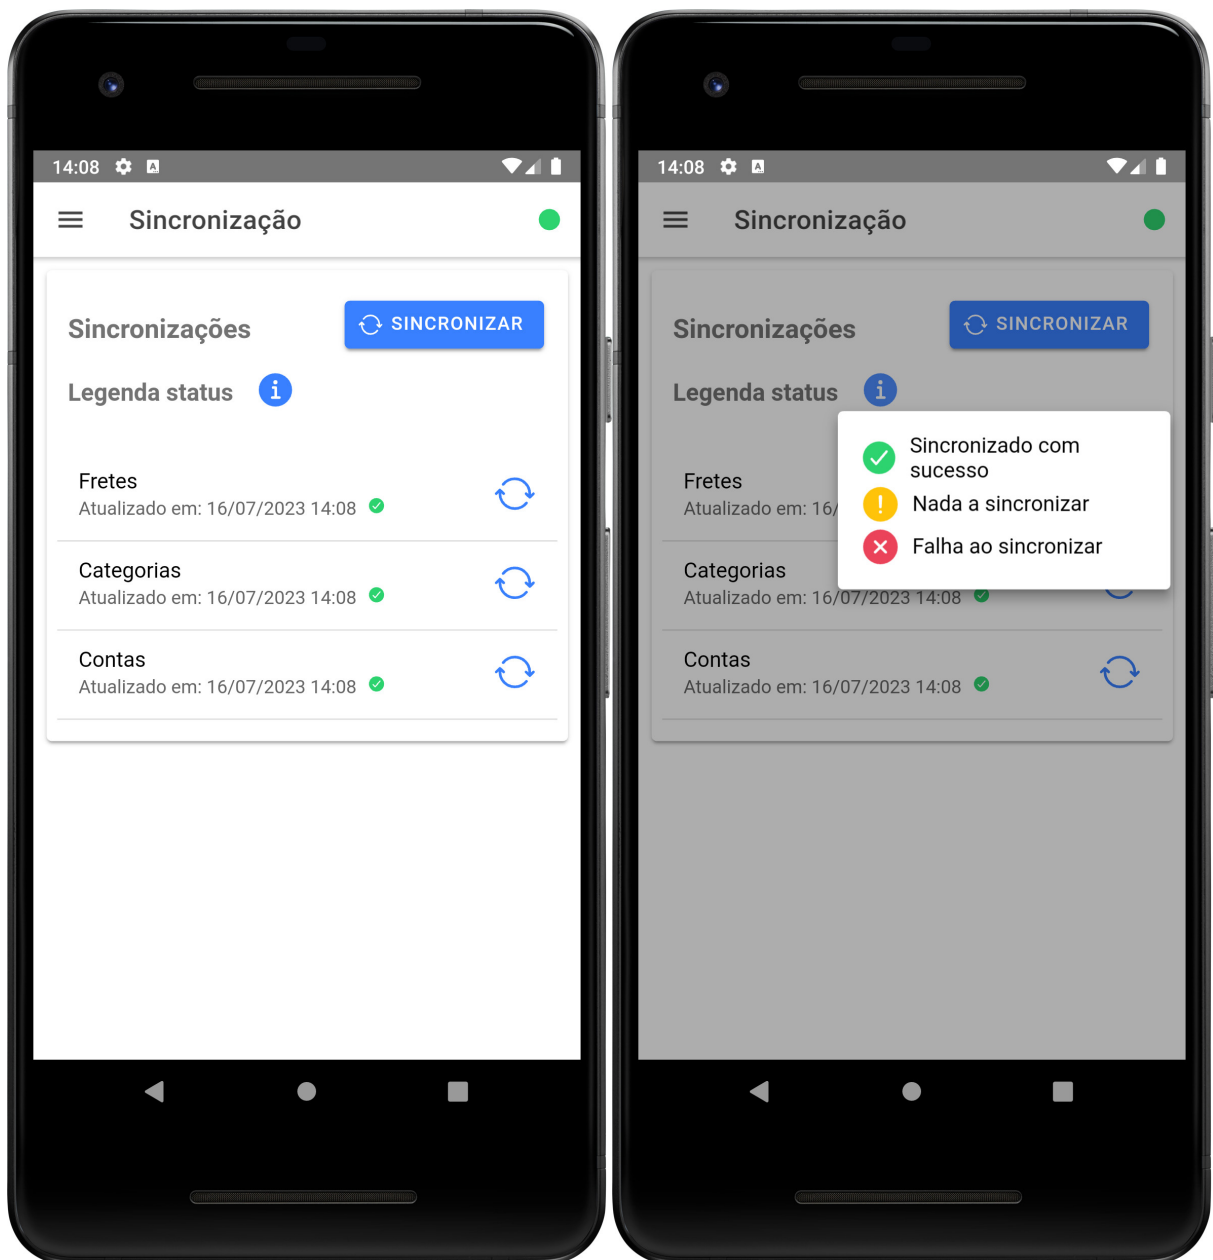 14:08
Sincronização
Sincronizações
SINCRONIZAR
Legenda status
Fretes
Atualizado em: 16/07/2023 14:08
Categorias
Atualizado em: 16/07/2023 14:08
Contas
Atualizado em: 16/07/2023 14:08
14:08
Sincronização
Sincronizações
SINCRONIZAR
Legenda status
Sincronizado com
sucesso
Nada a sincronizar
Falha ao sincronizar
Fretes
Atualizado em: 16/
Categorias
Atualizado em: 16/07/2023 14:08
Contas
Atualizado em: 16/07/2023 14:08